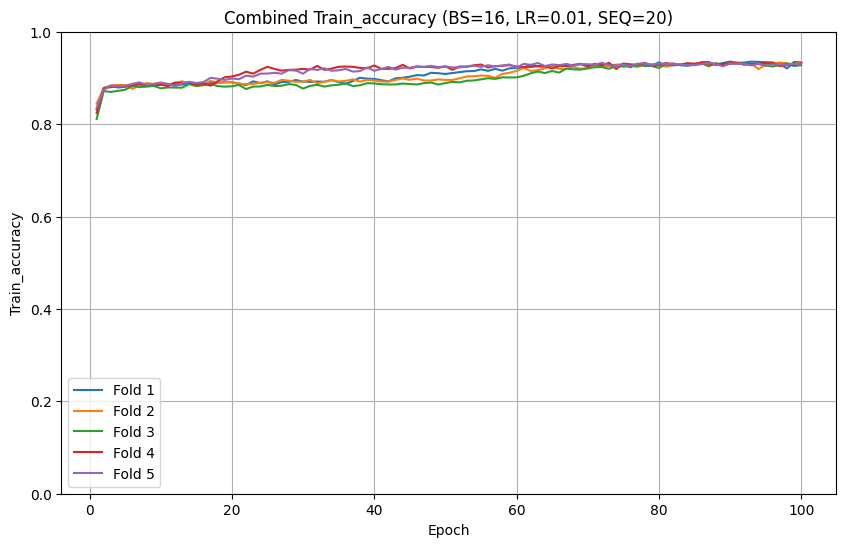 Combined Train_accuracy (BS=16, LR=0.01, SEQ=20)
Train_accuracy
1.0
0.8
0.6
0.4
0.2
0.0
Fold 1
Fold 2
Fold 3
Fold 4
Fold 5
0 20 40 60 80 100
Epoch